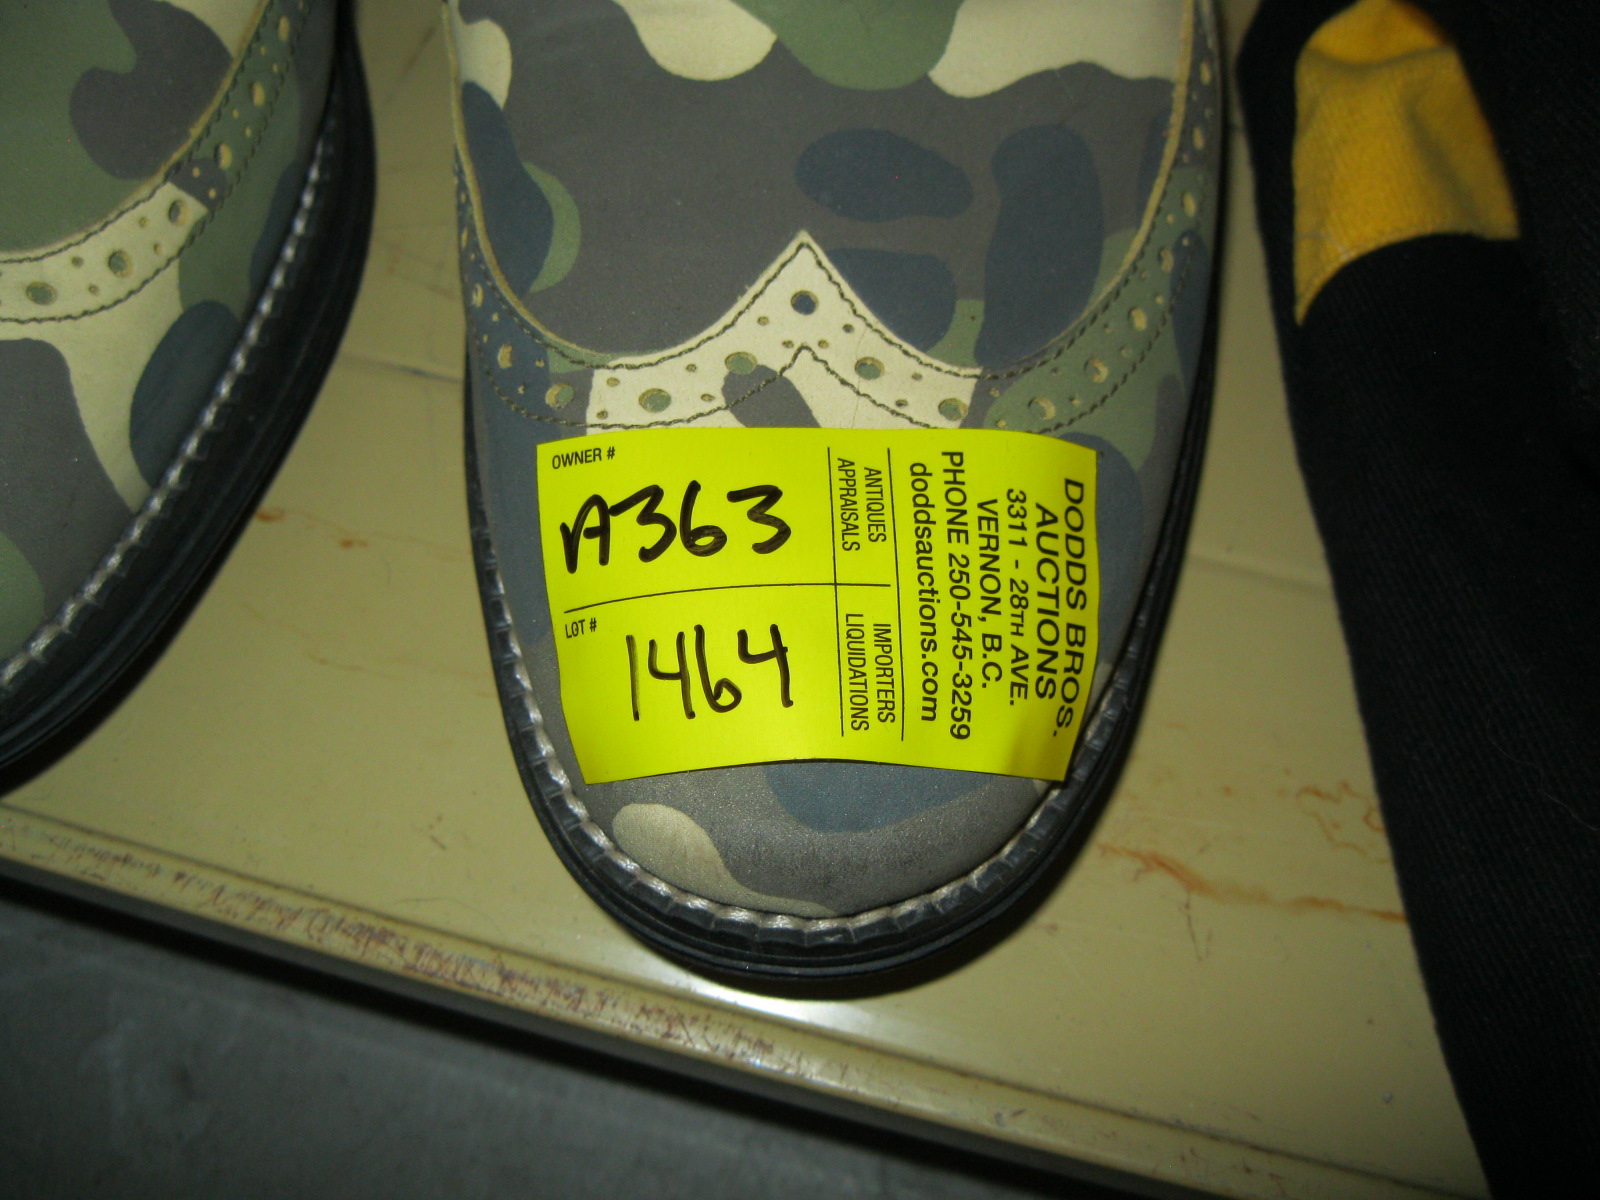 OWNER #
A363
LOT #
1464
ANTIQUES
APPRAISALS
IMPORTERS
LIQUIDATIONS
DODDS BROS.
AUCTIONS
3311 - 28TH AVE.
VERNON, B.C.
PHONE 250-545-3259
doddsauctions.com